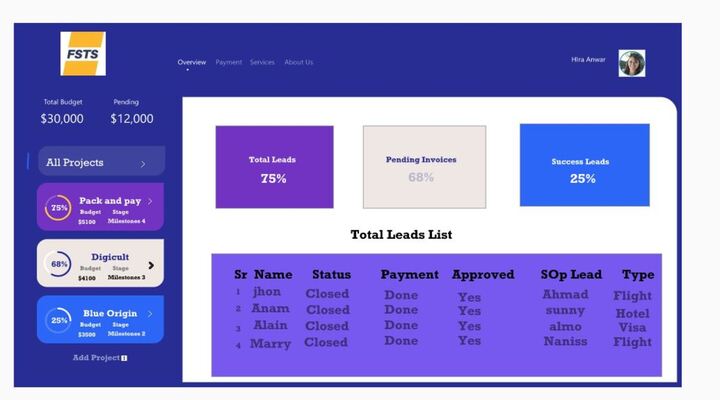 FSTS
Overview Payment Services About Us
Hira Anwar
Total Budget Pending
$30,000 $12,000
All Projects
75% Pack and pay
Budget Stage
$5100 Milestones 4
68% Digicult
Budget Stage
$4100 Milestones 3
25% Blue Origin
Budget Stage
$3500 Milestones 2
Add Project
Total Leads
75%
Pending Invoices
68%
Success Leads
25%
Total Leads List
Sr Name Status Payment Approved SOp Lead Type
1 jhon Closed Done Yes Ahmad Flight
2 Anam Closed Done Yes sunny Hotel
3 Alain Closed Done Yes almo Visa
4 Marry Closed Done Yes Naniss Flight